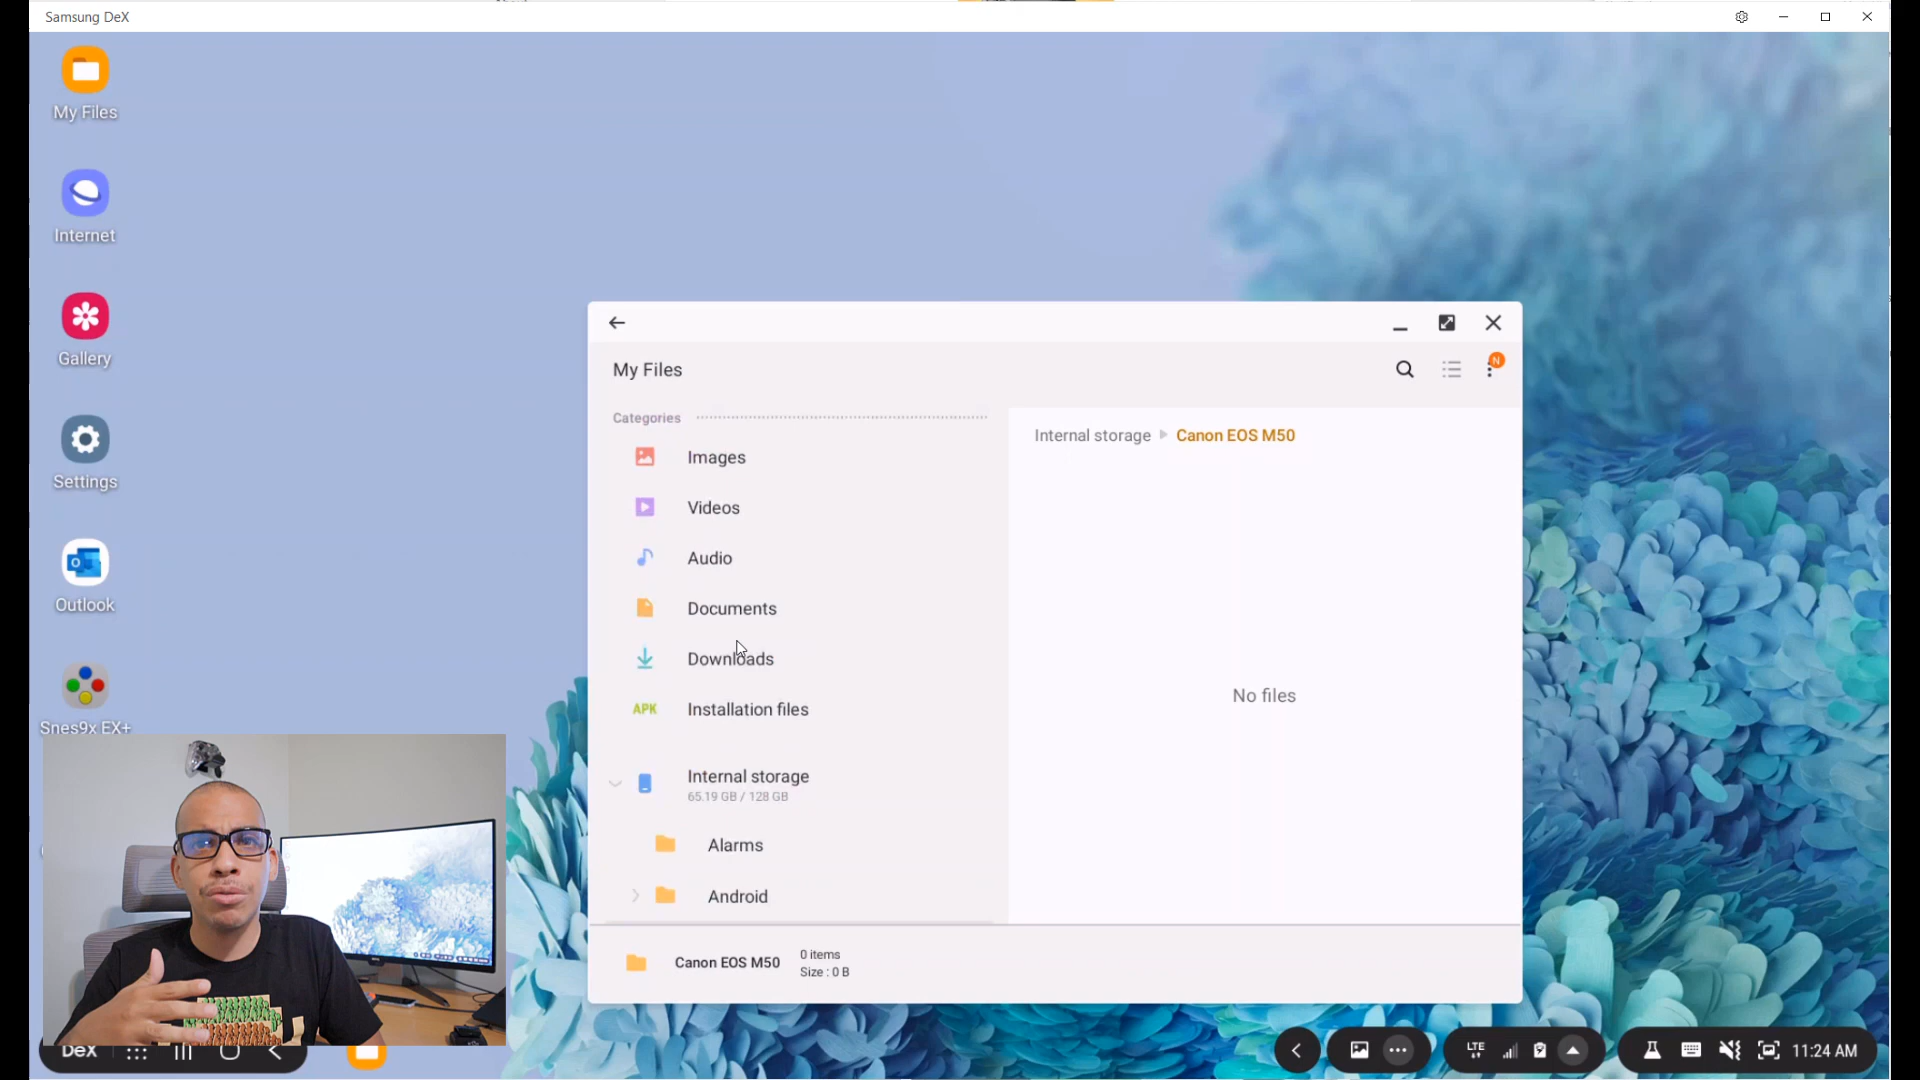 Samsung DeX
My Files
Internet
Gallery
Settings
Outlook
Snes9x EX+
My Files
N
Categories
Images
Videos
Audio
Documents
Downloads
APK
Installation files
Internal storage
65.19 GB / 128 GB
Alarms
Android
Internal storage
Canon EOS M50
No files
Canon EOS M50
0 items
Size : 0 B
DeX
LTE
11:24 AM